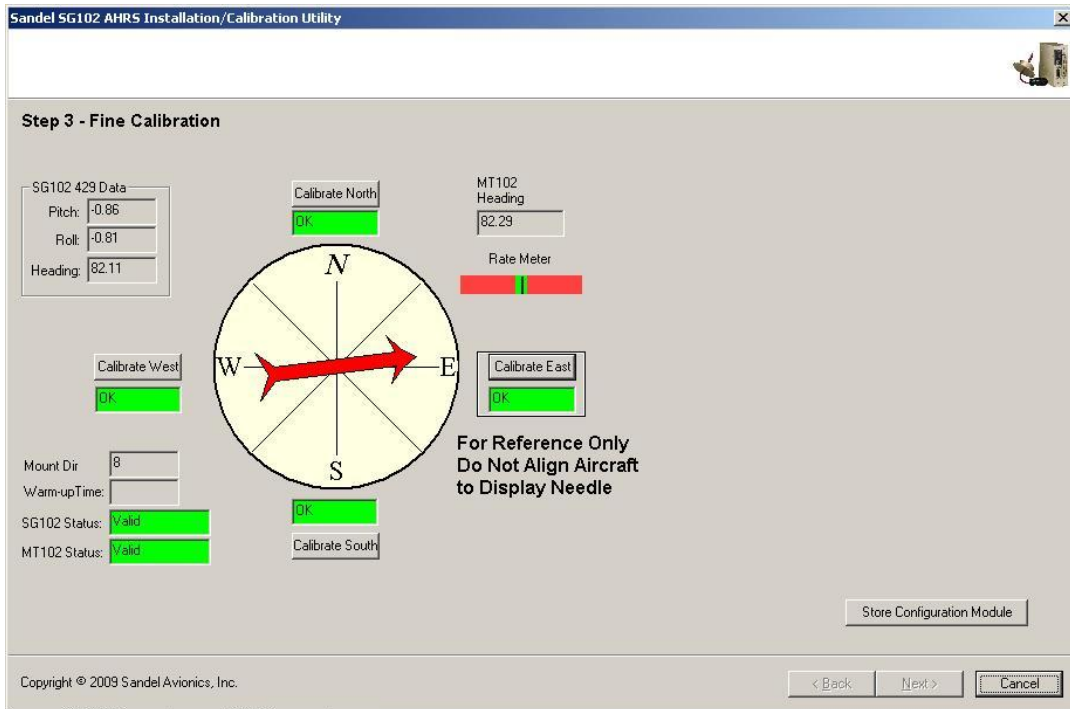 Sandel SG102 AHRS Installation/Calibration Utility
Step 3 - Fine Calibration
SG102 429 Data
Pitch: -0.86
Roll: -0.81
Heading: 82.11
Calibrate North
OK
MT102
Heading
82.29
Rate Meter
N
W
E
S
Calibrate West
OK
Calibrate East
OK
For Reference Only
Do Not Align Aircraft
to Display Needle
Mount Dir 8
Warm-upTime:
SG102 Status: Valid
MT102 Status: Valid
OK
Calibrate South
Store Configuration Module
Copyright © 2009 Sandel Avionics, Inc.
< Back
Next >
Cancel